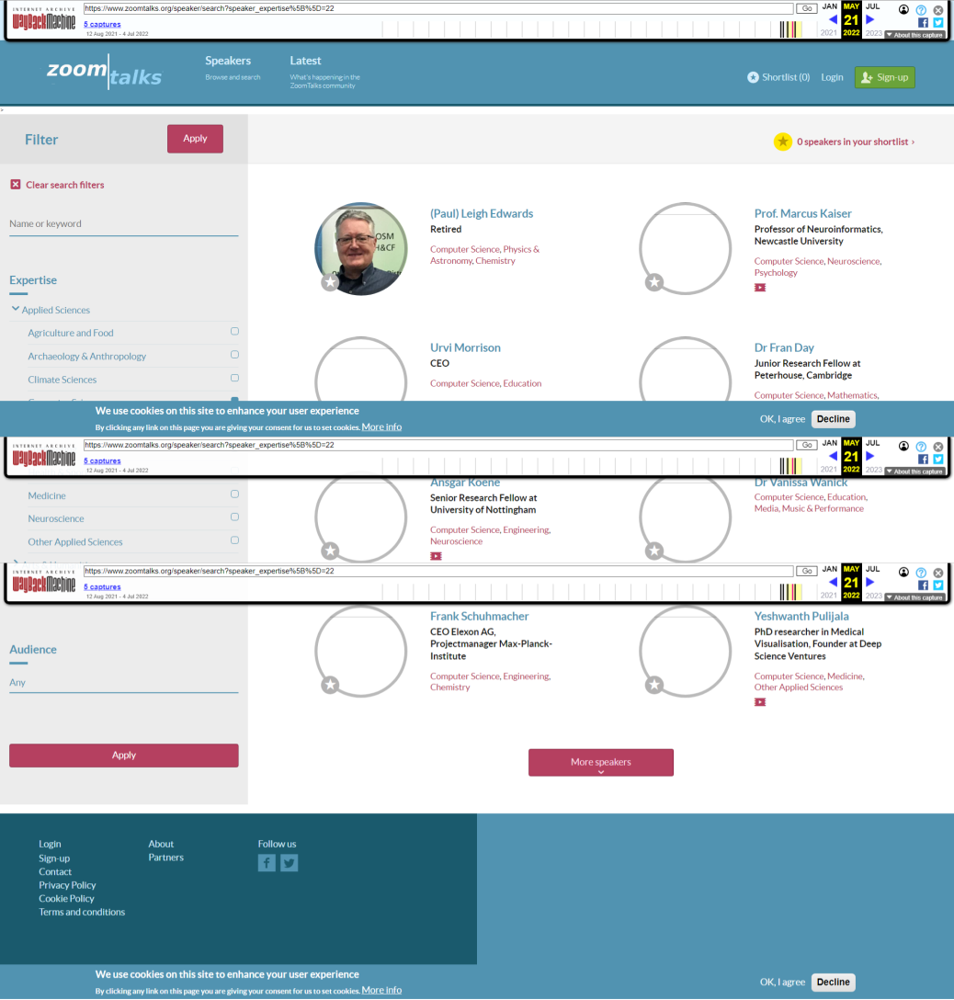 INTERNET ARCHIVE
WayBackMachine
https://www.zoomtalks.org/speaker/search?speaker_expertise%5B%5D=22
Go
JAN MAY JUL
5 captures
21
12 Aug 2021 - 4 Jul 2022
2021 2022 2023
About this capture
zoom talks
Speakers
Browse and search
Latest
What's happening in the
ZoomTalks community
Shortlist (0)
Login
Sign-up
>
Filter
Apply
0 speakers in your shortlist ›
Clear search filters
Name or keyword
Expertise
Applied Sciences
Agriculture and Food
Archaeology & Anthropology
Climate Sciences
OSM
H&CF
(Paul) Leigh Edwards
Retired
Computer Science, Physics &
Astronomy, Chemistry
Prof. Marcus Kaiser
Professor of Neuroinformatics,
Newcastle University
Computer Science, Neuroscience,
Psychology
Urvi Morrison
CEO
Computer Science, Education
Dr Fran Day
Junior Research Fellow at
Peterhouse, Cambridge
Computer Science, Mathematics,
We use cookies on this site to enhance your user experience
By clicking any link on this page you are giving your consent for us to set cookies. More info
OK, I agree
Decline
INTERNET ARCHIVE
WayBackMachine
https://www.zoomtalks.org/speaker/search?speaker_expertise%5B%5D=22
Go
JAN MAY JUL
5 captures
21
12 Aug 2021 - 4 Jul 2022
2021 2022 2023
About this capture
Medicine
Neuroscience
Other Applied Sciences
Ansgar Koene
Senior Research Fellow at
University of Nottingham
Computer Science, Engineering,
Neuroscience
Dr Vanissa Wanick
Computer Science, Education,
Media, Music & Performance
INTERNET ARCHIVE
WayBackMachine
https://www.zoomtalks.org/speaker/search?speaker_expertise%5B%5D=22
Go
JAN MAY JUL
5 captures
21
12 Aug 2021 - 4 Jul 2022
2021 2022 2023
About this capture
Audience
Any
Apply
Frank Schuhmacher
CEO Elexon AG,
Projectmanager Max-Planck-
Institute
Computer Science, Engineering,
Chemistry
Yeshwanth Pulijala
PhD researcher in Medical
Visualisation, Founder at Deep
Science Ventures
Computer Science, Medicine,
Other Applied Sciences
More speakers
Login
Sign-up
Contact
Privacy Policy
Cookie Policy
Terms and conditions
About
Partners
Follow us
We use cookies on this site to enhance your user experience
By clicking any link on this page you are giving your consent for us to set cookies. More info
OK, I agree
Decline